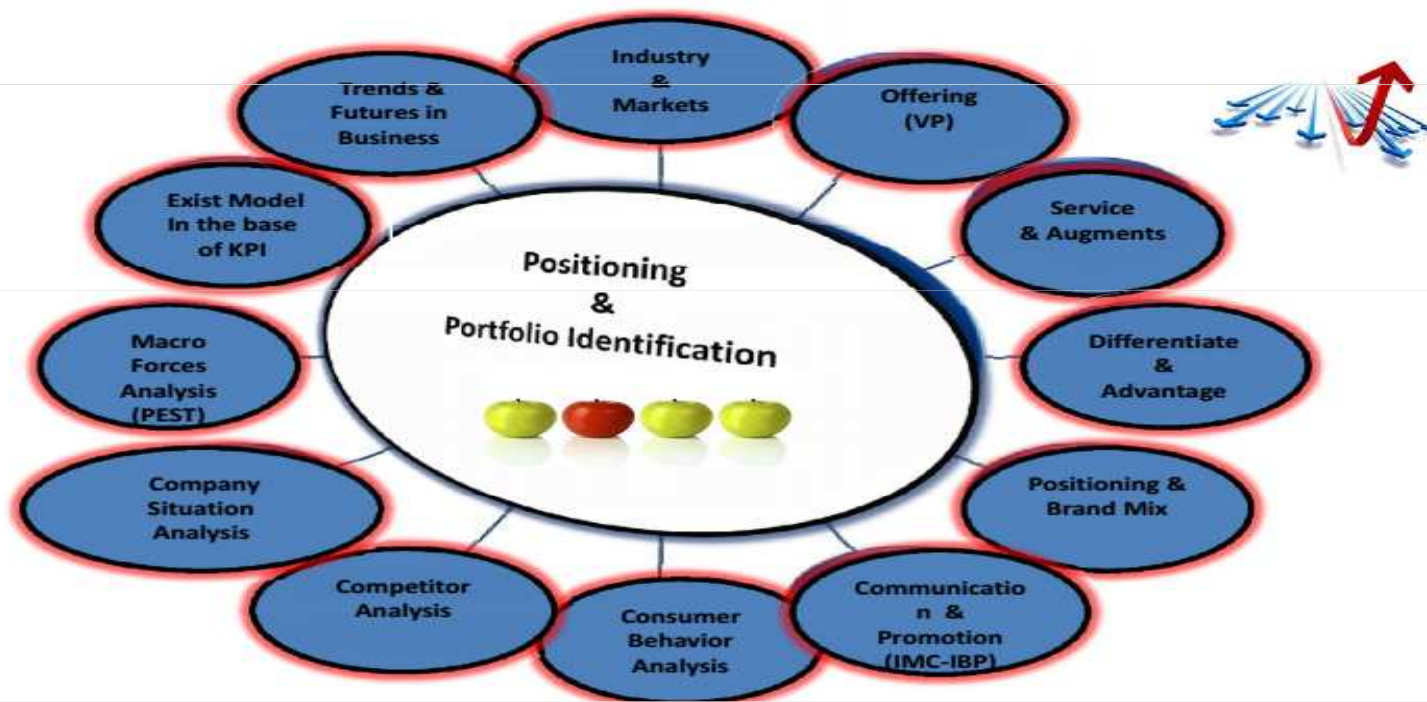 Industry
&
Markets
Offering
(VP)
Service
& Augments
Differentiate
&
Advantage
Positioning &
Brand Mix
Communicatio
n &
Promotion
(IMC-IBP)
Consumer
Behavior
Analysis
Competitor
Analysis
Company
Situation
Analysis
Macro
Forces
Analysis
(PEST)
Exist Model
In the base
of KPI
Trends &
Futures in
Business
Positioning
&
Portfolio Identification